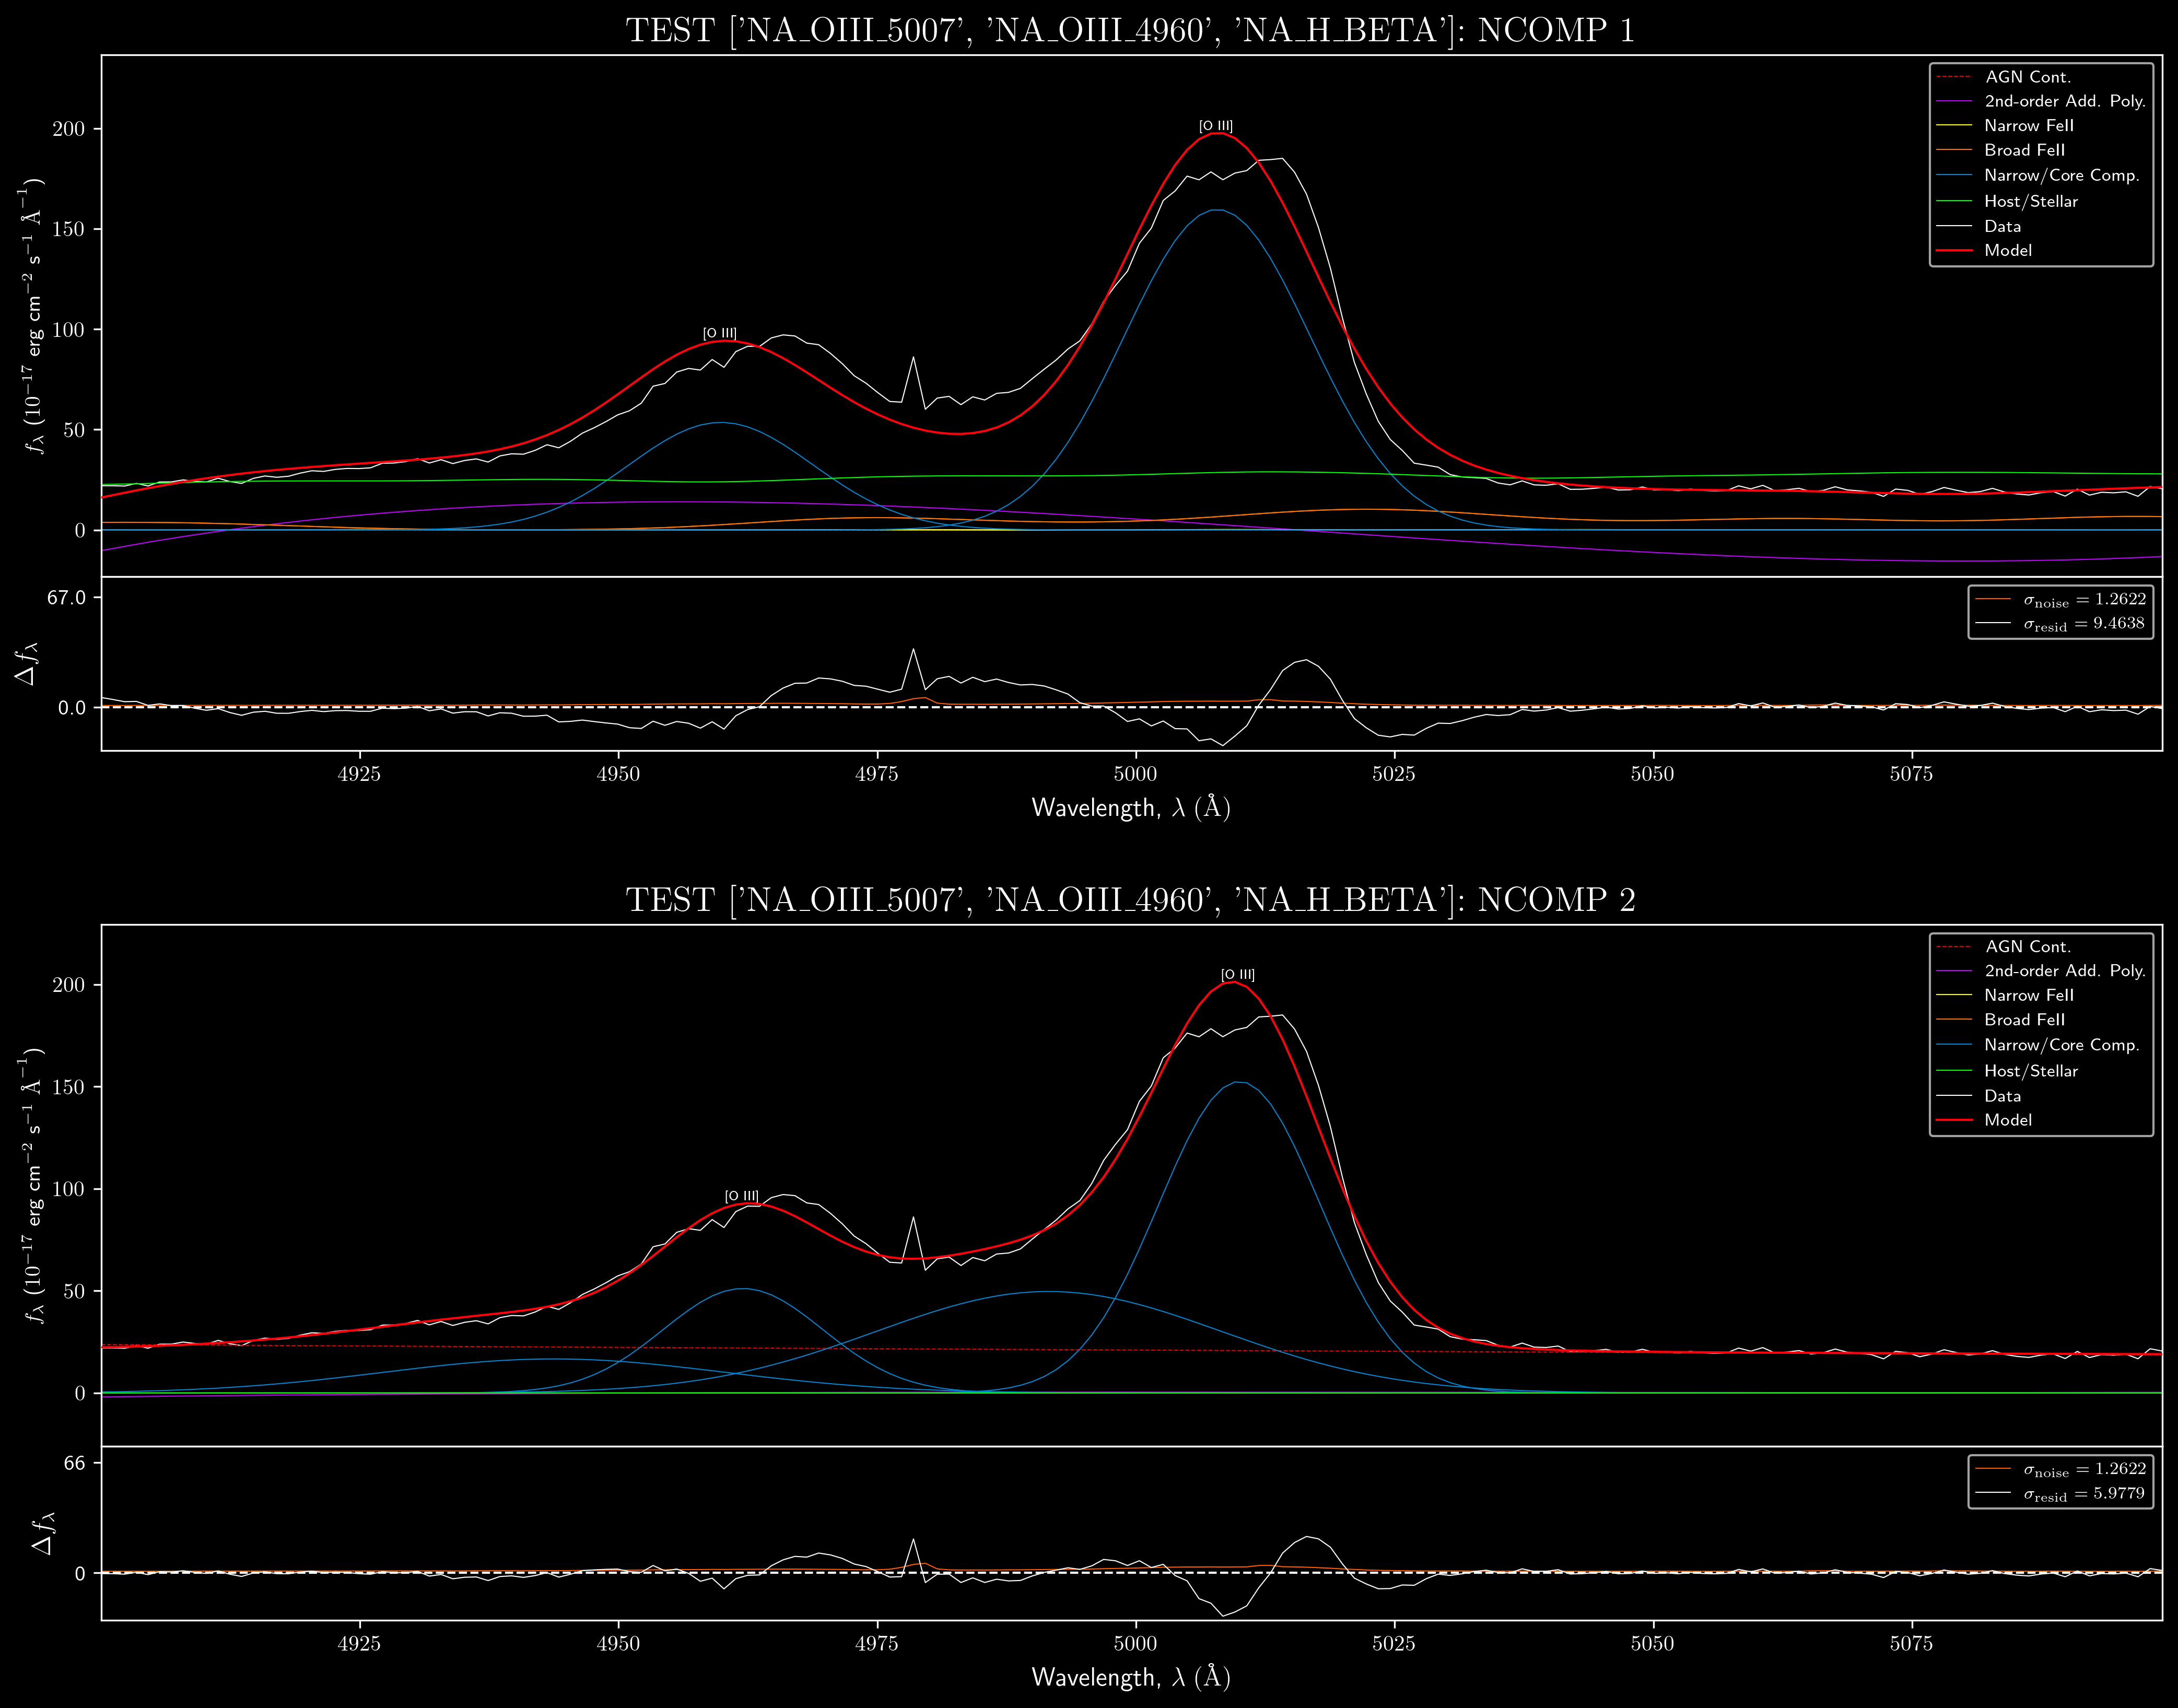 TEST ['NA_OIII_5007', 'NA_OIII_4960', 'NA_H_BETA']: NCOMP 1
f_λ (10^−17 erg cm^−2 s^−1 Å^−1)
200
150
100
50
0
[O III]
[O III]
AGN Cont.
2nd-order Add. Poly.
Narrow FeII
Broad FeII
Narrow/Core Comp.
Host/Stellar
Data
Model
Δf_λ
67.0
0.0
σ_noise = 1.2622
σ_resid = 9.4638
4925 4950 4975 5000 5025 5050 5075
Wavelength, λ (Å)
TEST ['NA_OIII_5007', 'NA_OIII_4960', 'NA_H_BETA']: NCOMP 2
f_λ (10^−17 erg cm^−2 s^−1 Å^−1)
200
150
100
50
0
[O III]
[O III]
AGN Cont.
2nd-order Add. Poly.
Narrow FeII
Broad FeII
Narrow/Core Comp.
Host/Stellar
Data
Model
Δf_λ
66
0
σ_noise = 1.2622
σ_resid = 5.9779
4925 4950 4975 5000 5025 5050 5075
Wavelength, λ (Å)